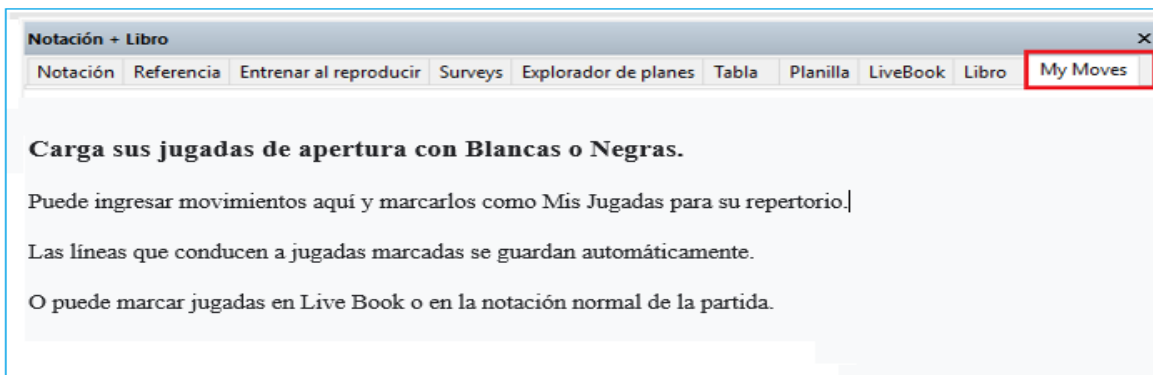 Notación + Libro
Notación Referencia Entrenar al reproducir Surveys Explorador de planes Tabla Planilla LiveBook Libro My Moves
Carga sus jugadas de apertura con Blancas o Negras.
Puede ingresar movimientos aquí y marcarlos como Mis Jugadas para su repertorio.
Las líneas que conducen a jugadas marcadas se guardan automáticamente.
O puede marcar jugadas en Live Book o en la notación normal de la partida.